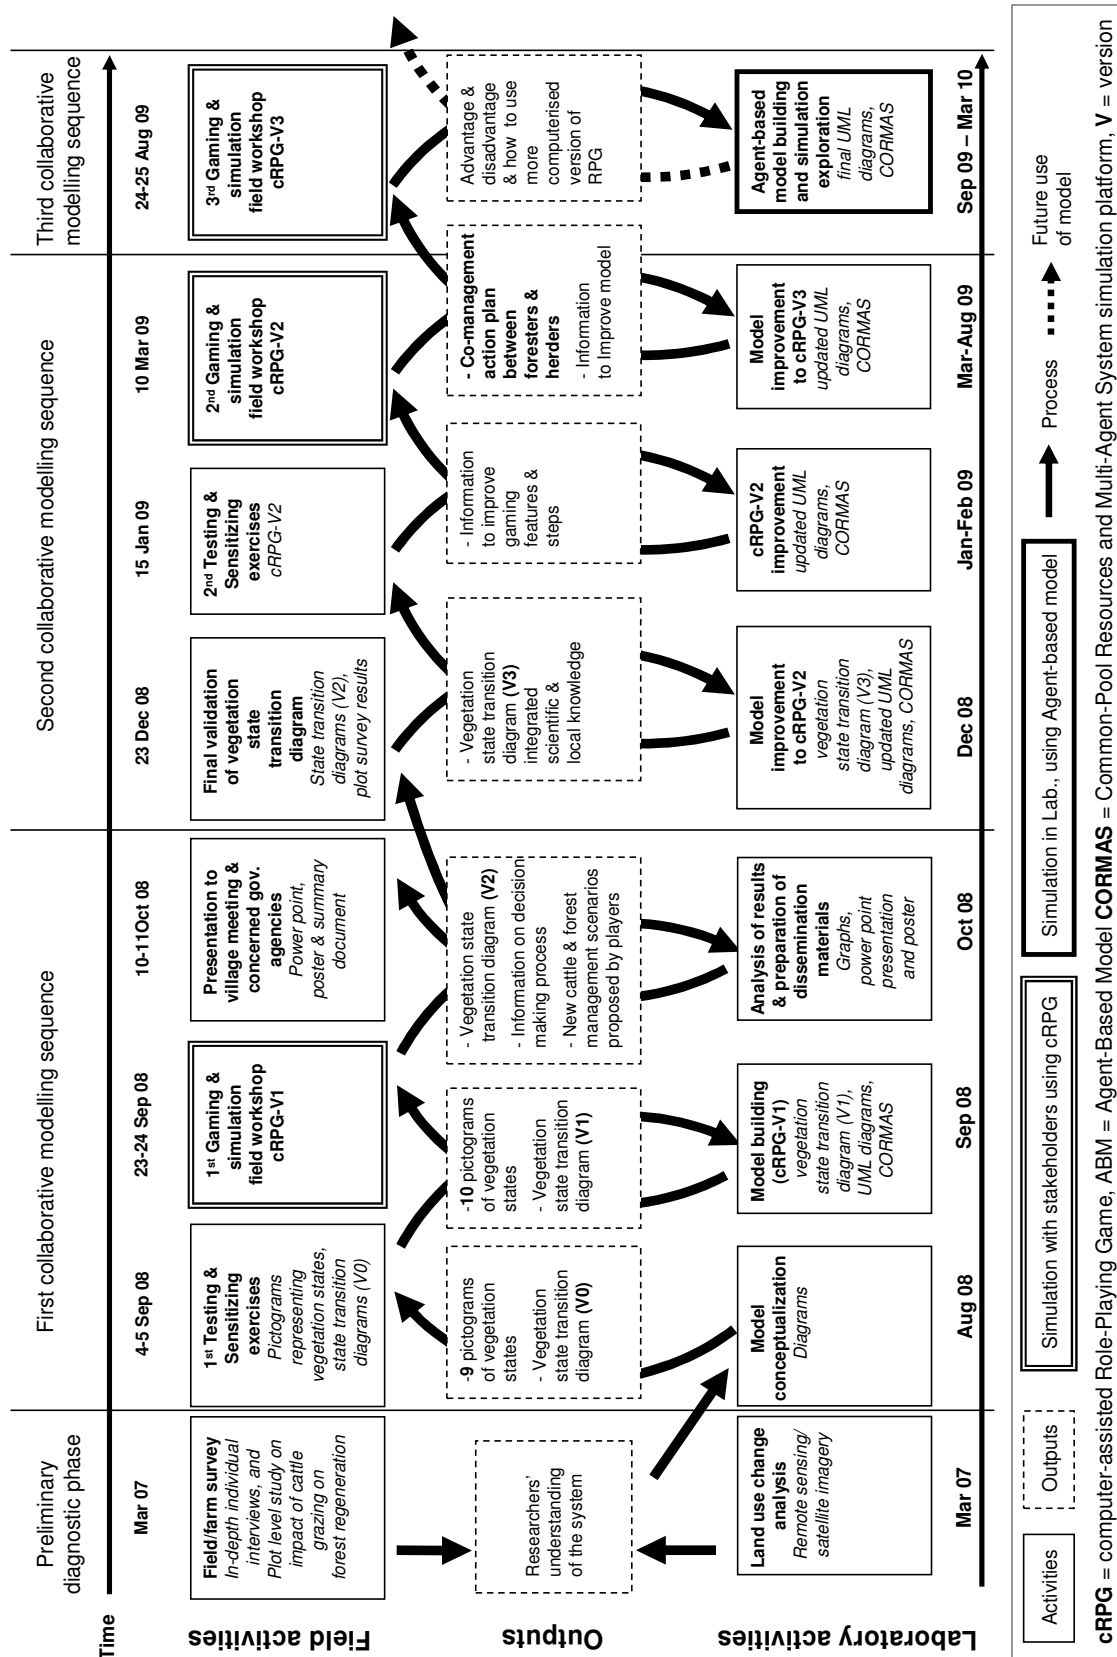 Preliminary
diagnostic phase
First collaborative modelling sequence
Second collaborative modelling sequence
Third collaborative
modelling sequence
Time
Mar 07
4-5 Sep 08
23-24 Sep 08
10-11Oct 08
23 Dec 08
15 Jan 09
10 Mar 09
24-25 Aug 09
Field activities
Field/farm survey
In-depth individual
interviews, and
Plot level study on
impact of cattle
grazing on
forest regeneration
1st Testing &
Sensitizing
exercises
Pictograms
representing
vegetation states,
state transition
diagrams (V0)
1st Gaming &
simulation
field workshop
cRPG-V1
Presentation to
village meeting &
concerned gov.
agencies
Power point,
poster & summary
document
Final validation
of vegetation
state
transition
diagram
State transition
diagrams (V2),
plot survey results
2nd Testing &
Sensitizing
exercises
cRPG-V2
2nd Gaming &
simulation
field workshop
cRPG-V2
3rd Gaming &
simulation
field workshop
cRPG-V3
Outputs
Researchers'
understanding
of the system
-9 pictograms
of vegetation
states
- Vegetation
state transition
diagram (V0)
-10 pictograms
of vegetation
states
- Vegetation
state transition
diagram (V1)
- Vegetation state
transition diagram (V2)
- Information on decision
making process
- New cattle & forest
management scenarios
proposed by players
- Vegetation
state transition
diagram (V3)
integrated
scientific &
local knowledge
- Information
to improve
gaming
features &
steps
- Co-management
action plan
between
foresters &
herders
- Information
to Improve model
Advantage &
disadvantage
& how to use
more
computerised
version of
RPG
Laboratory activities
Land use change
analysis
Remote sensing/
satellite imagery
Model
conceptualization
Diagrams
Model building
(cRPG-V1)
vegetation
state transition
diagram (V1),
UML diagrams,
CORMAS
Analysis of results
& preparation of
dissemination
materials
Graphs,
power point
presentation
and poster
Model
improvement
to cRPG-V2
vegetation
state transition
diagram (V3),
updated UML
diagrams, CORMAS
cRPG-V2
improvement
updated UML
diagrams,
CORMAS
Model
improvement
to cRPG-V3
updated UML
diagrams,
CORMAS
Agent-based
model building
and simulation
exploration
final UML
diagrams,
CORMAS
Mar 07
Aug 08
Sep 08
Oct 08
Dec 08
Jan-Feb 09
Mar-Aug 09
Sep 09 – Mar 10
Activities
Outputs
Simulation with stakeholders using cRPG
Simulation in Lab., using Agent-based model
Process
Future use
of model
cRPG = computer-assisted Role-Playing Game, ABM = Agent-Based Model CORMAS = Common-Pool Resources and Multi-Agent System simulation platform, V = version